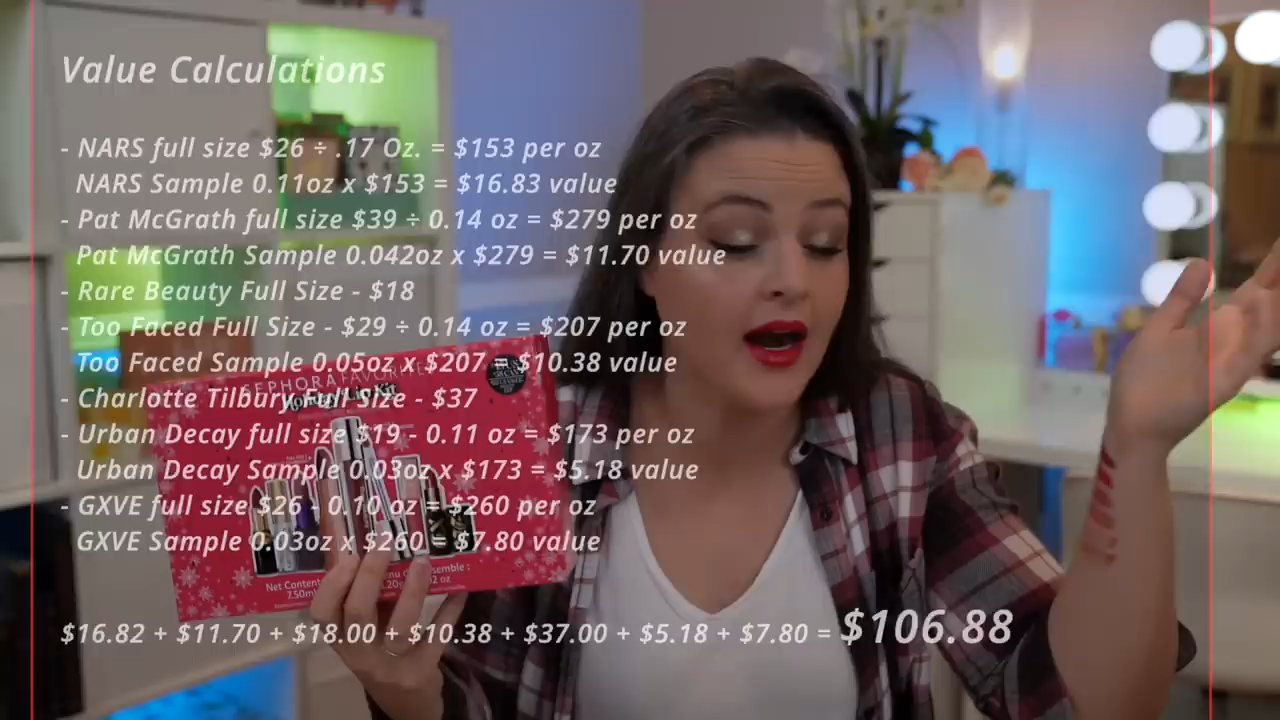 Value Calculations
- NARS full size $26 ÷ .17 Oz. = $153 per oz
NARS Sample 0.11oz x $153 = $16.83 value
- Pat McGrath full size $39 ÷ 0.14 oz = $279 per oz
Pat McGrath Sample 0.042oz x $279 = $11.70 value
- Rare Beauty Full Size - $18
- Too Faced Full Size - $29 ÷ 0.14 oz = $207 per oz
Too Faced Sample 0.05oz x $207 = $10.38 value
- Charlotte Tilbury Full Size - $37
- Urban Decay full size $19 - 0.11 oz = $173 per oz
Urban Decay Sample 0.03oz x $173 = $5.18 value
- GXVE full size $26 - 0.10 oz = $260 per oz
GXVE Sample 0.03oz x $260 = $7.80 value
$16.82 + $11.70 + $18.00 + $10.38 + $37.00 + $5.18 + $7.80 = $106.88
SEPHORA
Kit
Net Content